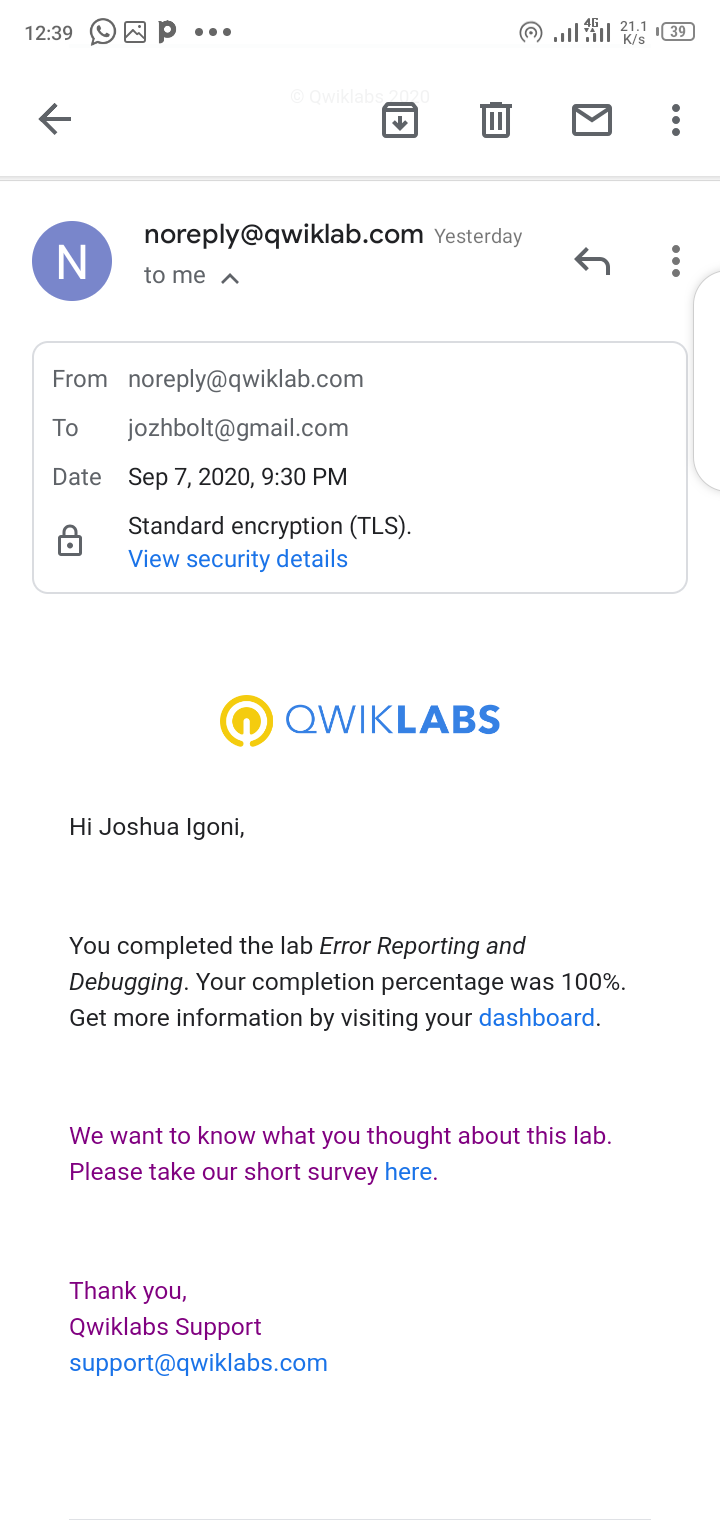 12:39
4G
21.1
K/s
39
© Qwiklabs 2020
N
noreply@qwiklab.com Yesterday
to me
From noreply@qwiklab.com
To jozhbolt@gmail.com
Date Sep 7, 2020, 9:30 PM
Standard encryption (TLS).
View security details
QWIKLABS
Hi Joshua Igoni,
You completed the lab Error Reporting and
Debugging. Your completion percentage was 100%.
Get more information by visiting your dashboard.
We want to know what you thought about this lab.
Please take our short survey here.
Thank you,
Qwiklabs Support
support@qwiklabs.com